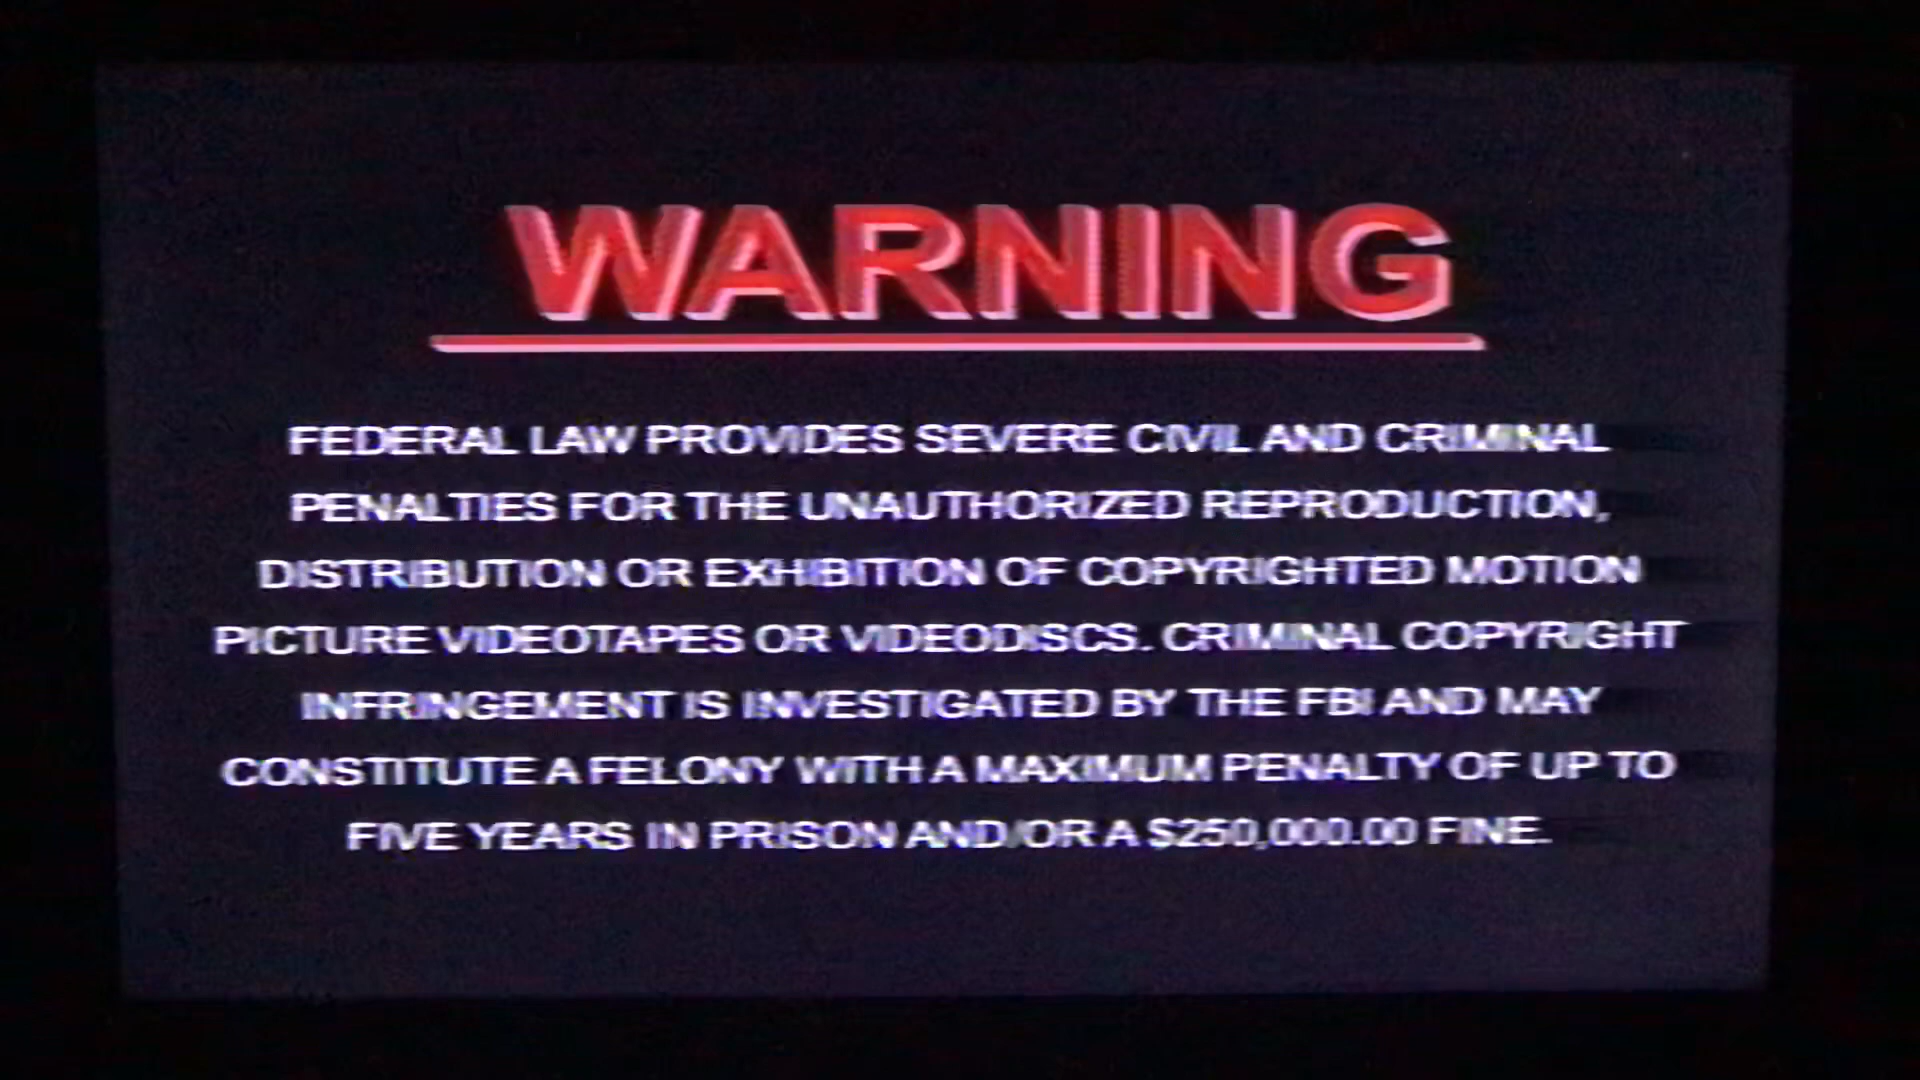 WARNING
FEDERAL LAW PROVIDES SEVERE CIVIL AND CRIMINAL
PENALTIES FOR THE UNAUTHORIZED REPRODUCTION,
DISTRIBUTION OR EXHIBITION OF COPYRIGHTED MOTION
PICTURE VIDEOTAPES OR VIDEODISCS. CRIMINAL COPYRIGHT
INFRINGEMENT IS INVESTIGATED BY THE FBI AND MAY
CONSTITUTE A FELONY WITH A MAXIMUM PENALTY OF UP TO
FIVE YEARS IN PRISON AND/OR A $250,000.00 FINE.